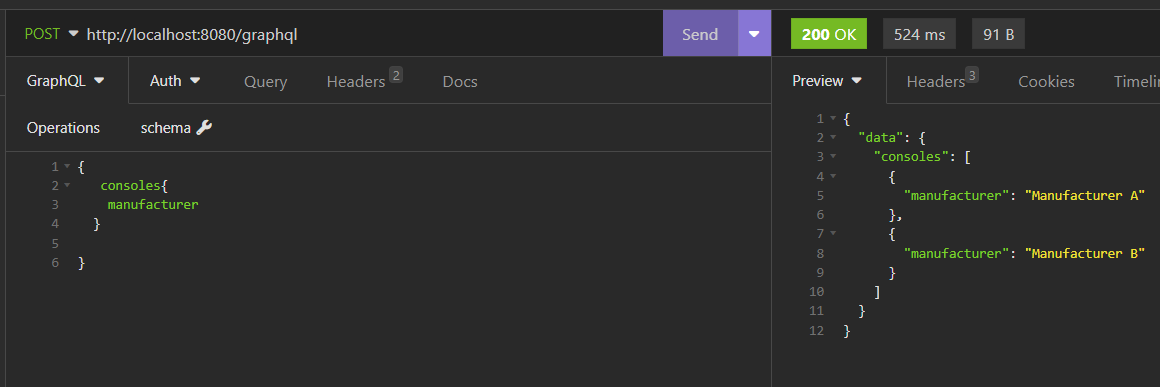 POST http://localhost:8080/graphql Send 200 OK 524 ms 91 B
GraphQL Auth Query Headers 2 Docs Preview Headers 3 Cookies
Operations schema
1 {
2 consoles{
3 manufacturer
4 }
5
6 }
1 {
2 "data": {
3 "consoles": [
4 {
5 "manufacturer": "Manufacturer A"
6 },
7 {
8 "manufacturer": "Manufacturer B"
9 }
10 ]
11 }
12 }